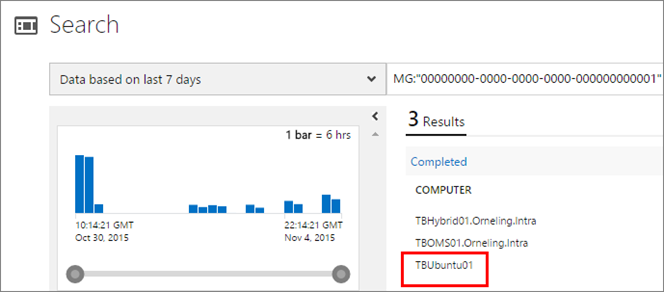 Search
Data based on last 7 days
MG:"00000000-0000-0000-0000-000000000001"
1 bar = 6 hrs
10:14:21 GMT
Oct 30, 2015
22:14:21 GMT
Nov 4, 2015
3 Results
Completed
COMPUTER
TBHybrid01.Orneling.Intra
TBOMS01.Orneling.Intra
TBUbuntu01